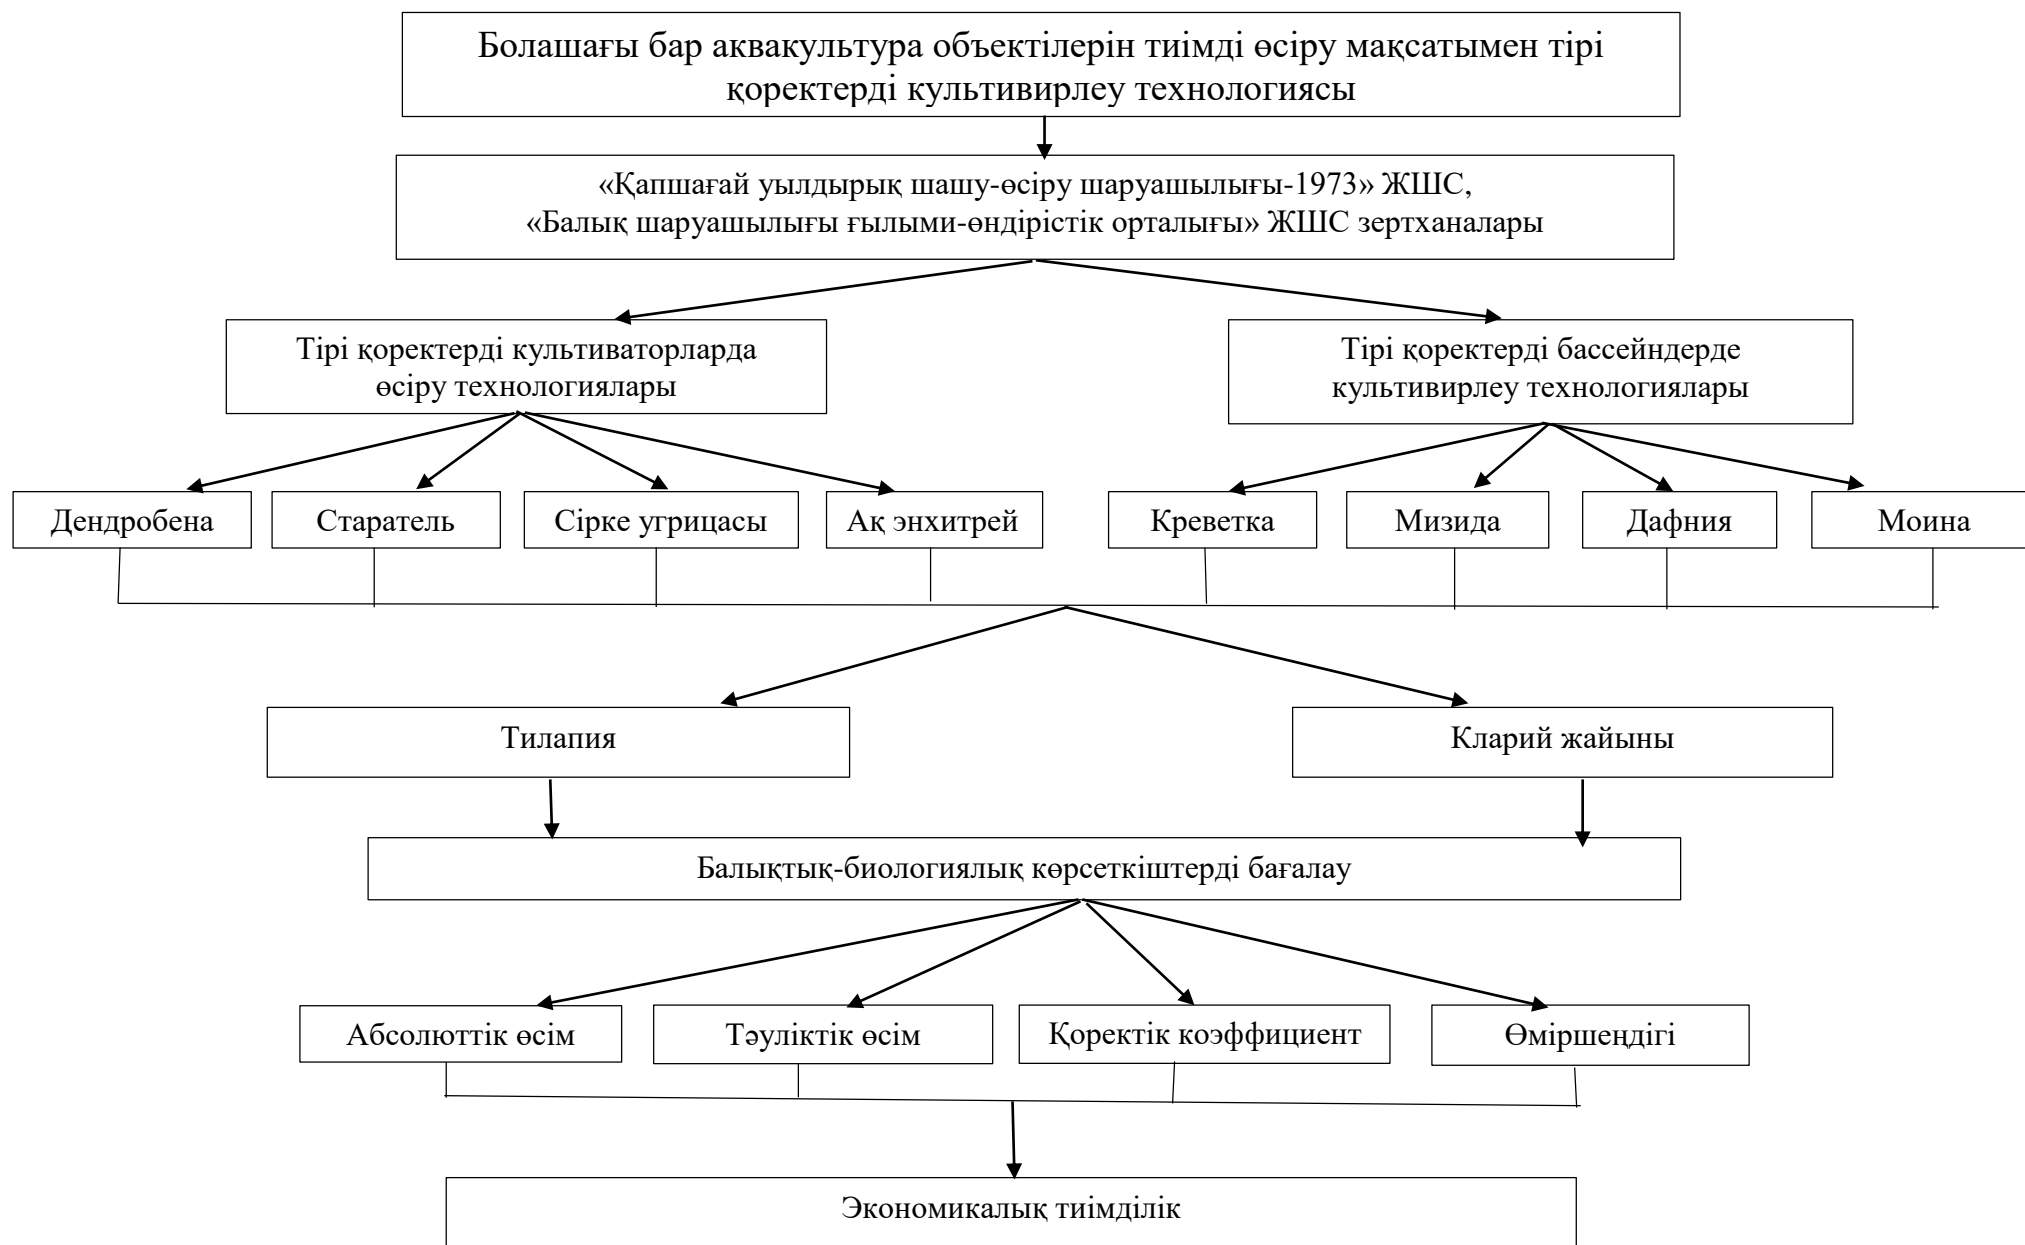 Болашағы бар аквакультура объектілерін тиімді өсіру мақсатымен тірі
қоректерді культивирлеу технологиясы
«Қапшағай уылдырық шашу-өсіру шаруашылығы-1973» ЖШС,
«Балық шаруашылығы ғылыми-өндірістік орталығы» ЖШС зертханалары
Тірі қоректерді культиваторларда
өсіру технологиялары
Тірі қоректерді бассейндерде
культивирлеу технологиялары
Дендробена
Старатель
Сірке угрицасы
Ақ энхитрей
Креветка
Мизида
Дафния
Моина
Тилапия
Кларий жайыны
Балықтық-биологиялық көрсеткіштерді бағалау
Абсолюттік өсім
Тәуліктік өсім
Қоректік коэффициент
Өміршеңдігі
Экономикалық тиімділік